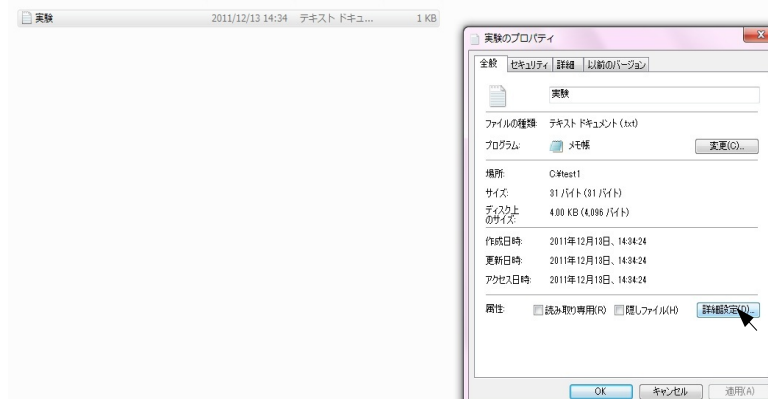 実験 2011/12/13 14:34 テキスト ドキュ... 1 KB
実験のプロパティ
全般 セキュリティ 詳細 以前のバージョン
実験
ファイルの種類: テキスト ドキュメント (.txt)
プログラム: メモ帳 変更(C)...
場所: C:¥test1
サイズ: 31 バイト (31 バイト)
ディスク上
のサイズ: 4.00 KB (4,096 バイト)
作成日時: 2011年12月13日、14:34:24
更新日時: 2011年12月13日、14:34:24
アクセス日時: 2011年12月13日、14:34:24
属性: 読み取り専用(R) 隠しファイル(H) 詳細設定(D)...
OK キャンセル 適用(A)